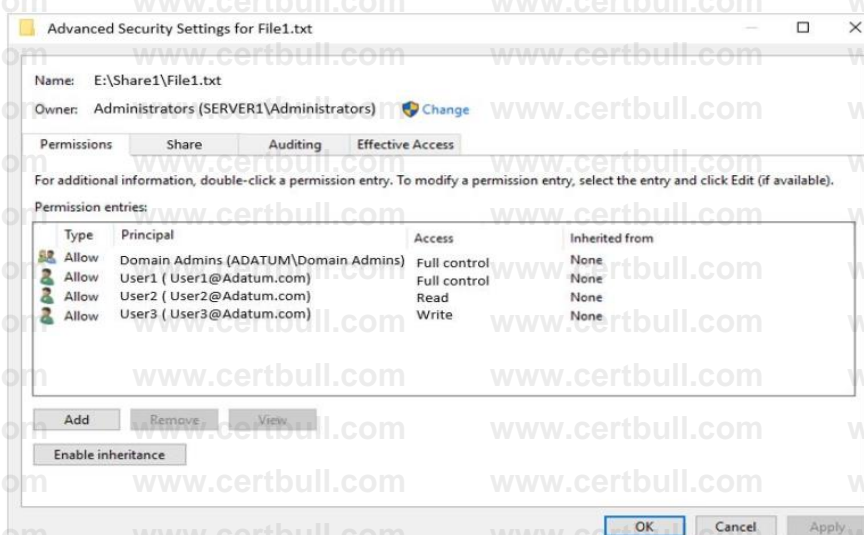 Advanced Security Settings for File1.txt
Name: E:\Share1\File1.txt
Owner: Administrators (SERVER1\Administrators) Change
Permissions Share Auditing Effective Access
For additional information, double-click a permission entry. To modify a permission entry, select the entry and click Edit (if available).
Permission entries:
Type Principal Access Inherited from
Allow Domain Admins (ADATUM\Domain Admins) Full control None
Allow User1 ( User1@Adatum.com) Full control None
Allow User2 ( User2@Adatum.com) Read None
Allow User3 ( User3@Adatum.com) Write None
Add Remove View
Enable inheritance
OK Cancel Apply
www.certbull.com